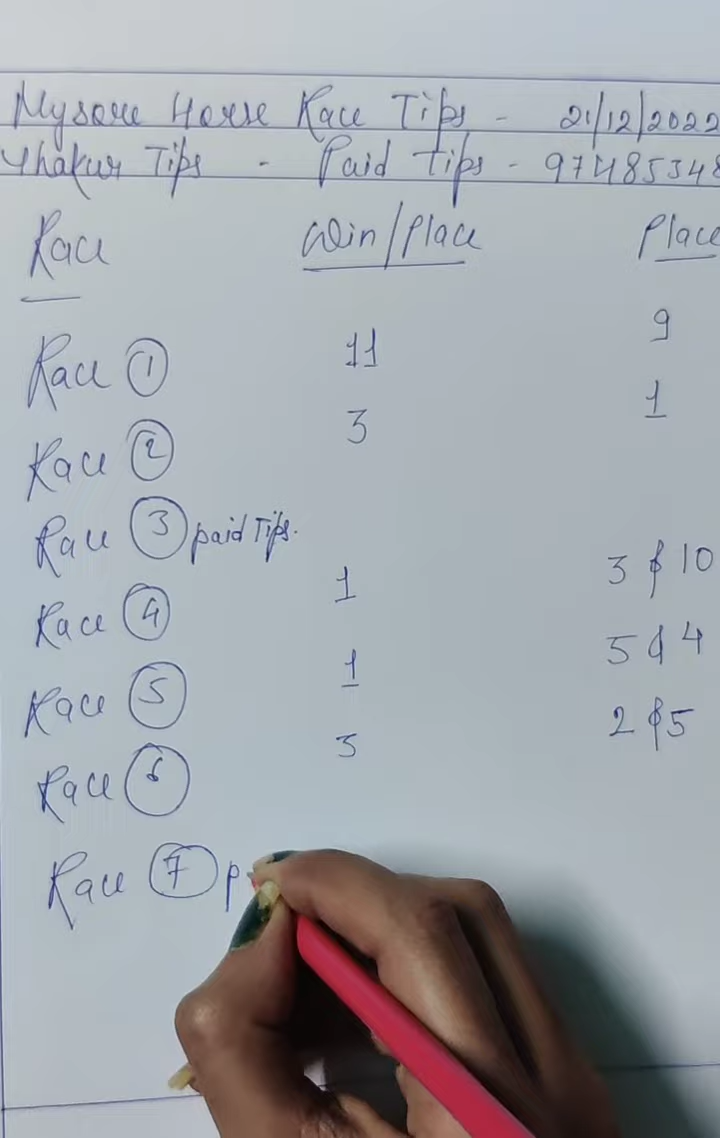 Mysore Horse Race Tips - 21/12/2022
Thakur Tips - Paid Tips - 97485348
Race Win/Place Place
Race 1 11 9
Race 2 3 1
Race 3 paid Tips.
Race 4 1 3 & 10
Race 5 1 5 & 4
Race 6 3 2 & 5
Race 7 p